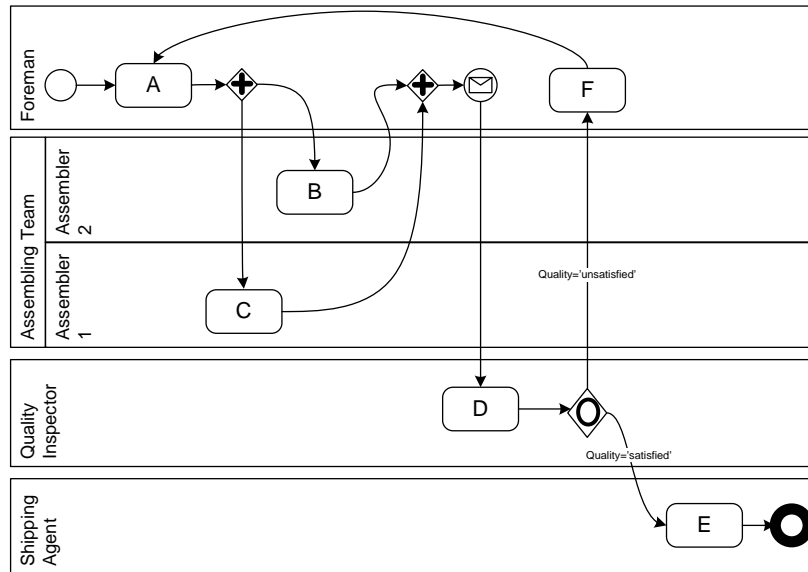 Foreman
A
F
Assembling Team
Assembler
2
B
Assembler
1
C
Quality='unsatisfied'
Quality
Inspector
D
Quality='satisfied'
Shipping
Agent
E